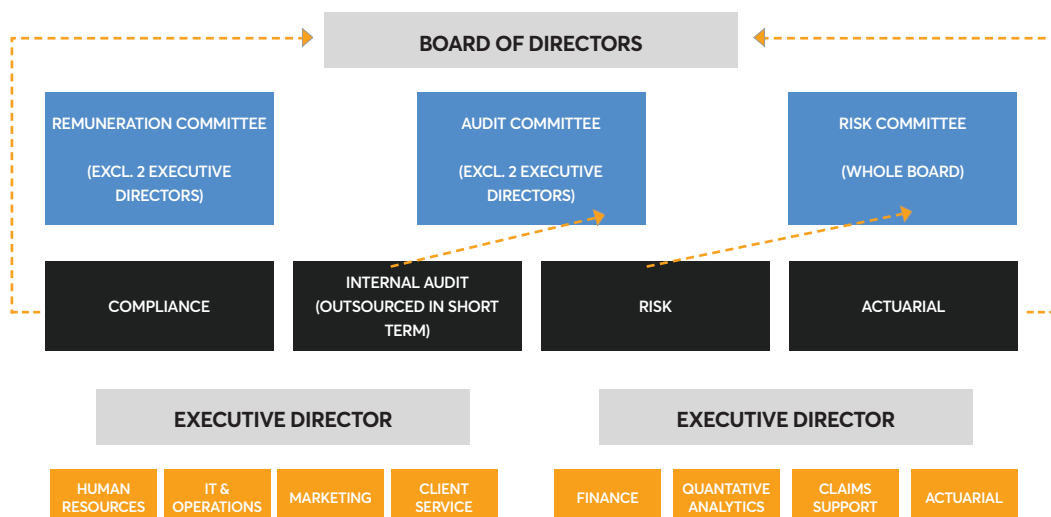 BOARD OF DIRECTORS
REMUNERATION COMMITTEE
(EXCL. 2 EXECUTIVE
DIRECTORS)
AUDIT COMMITTEE
(EXCL. 2 EXECUTIVE
DIRECTORS)
RISK COMMITTEE
(WHOLE BOARD)
COMPLIANCE
INTERNAL AUDIT
(OUTSOURCED IN SHORT
TERM)
RISK
ACTUARIAL
EXECUTIVE DIRECTOR
EXECUTIVE DIRECTOR
HUMAN
RESOURCES
IT &
OPERATIONS
MARKETING
CLIENT
SERVICE
FINANCE
QUANTATIVE
ANALYTICS
CLAIMS
SUPPORT
ACTUARIAL